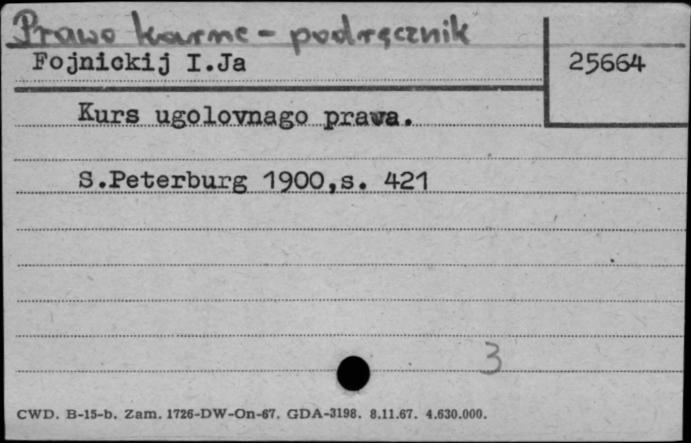 Prawo karne - podręcznik
Fojnickij I.Ja 25664
Kurs ugolovnago prawa.
S.Peterburg 1900,s. 421
3
CWD. B-15-b. Zam. 1726-DW-On-67. GDA-3198. 8.11.67. 4.630.000.